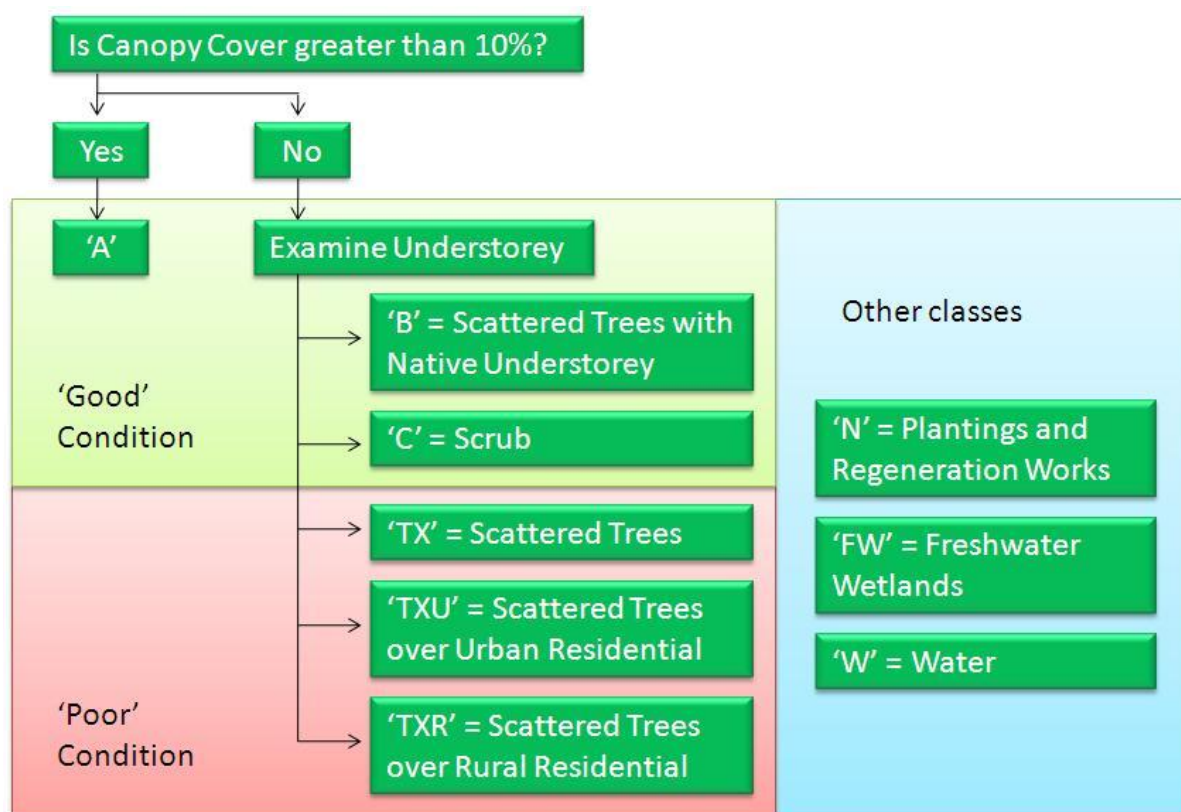 Is Canopy Cover greater than 10%?
Yes
No
‘A’
Examine Understorey
‘B’ = Scattered Trees with
Native Understorey
‘C’ = Scrub
‘Good’
Condition
‘TX’ = Scattered Trees
‘TXU’ = Scattered Trees
over Urban Residential
‘TXR’ = Scattered Trees
over Rural Residential
‘Poor’
Condition
Other classes
‘N’ = Plantings and
Regeneration Works
‘FW’ = Freshwater
Wetlands
‘W’ = Water